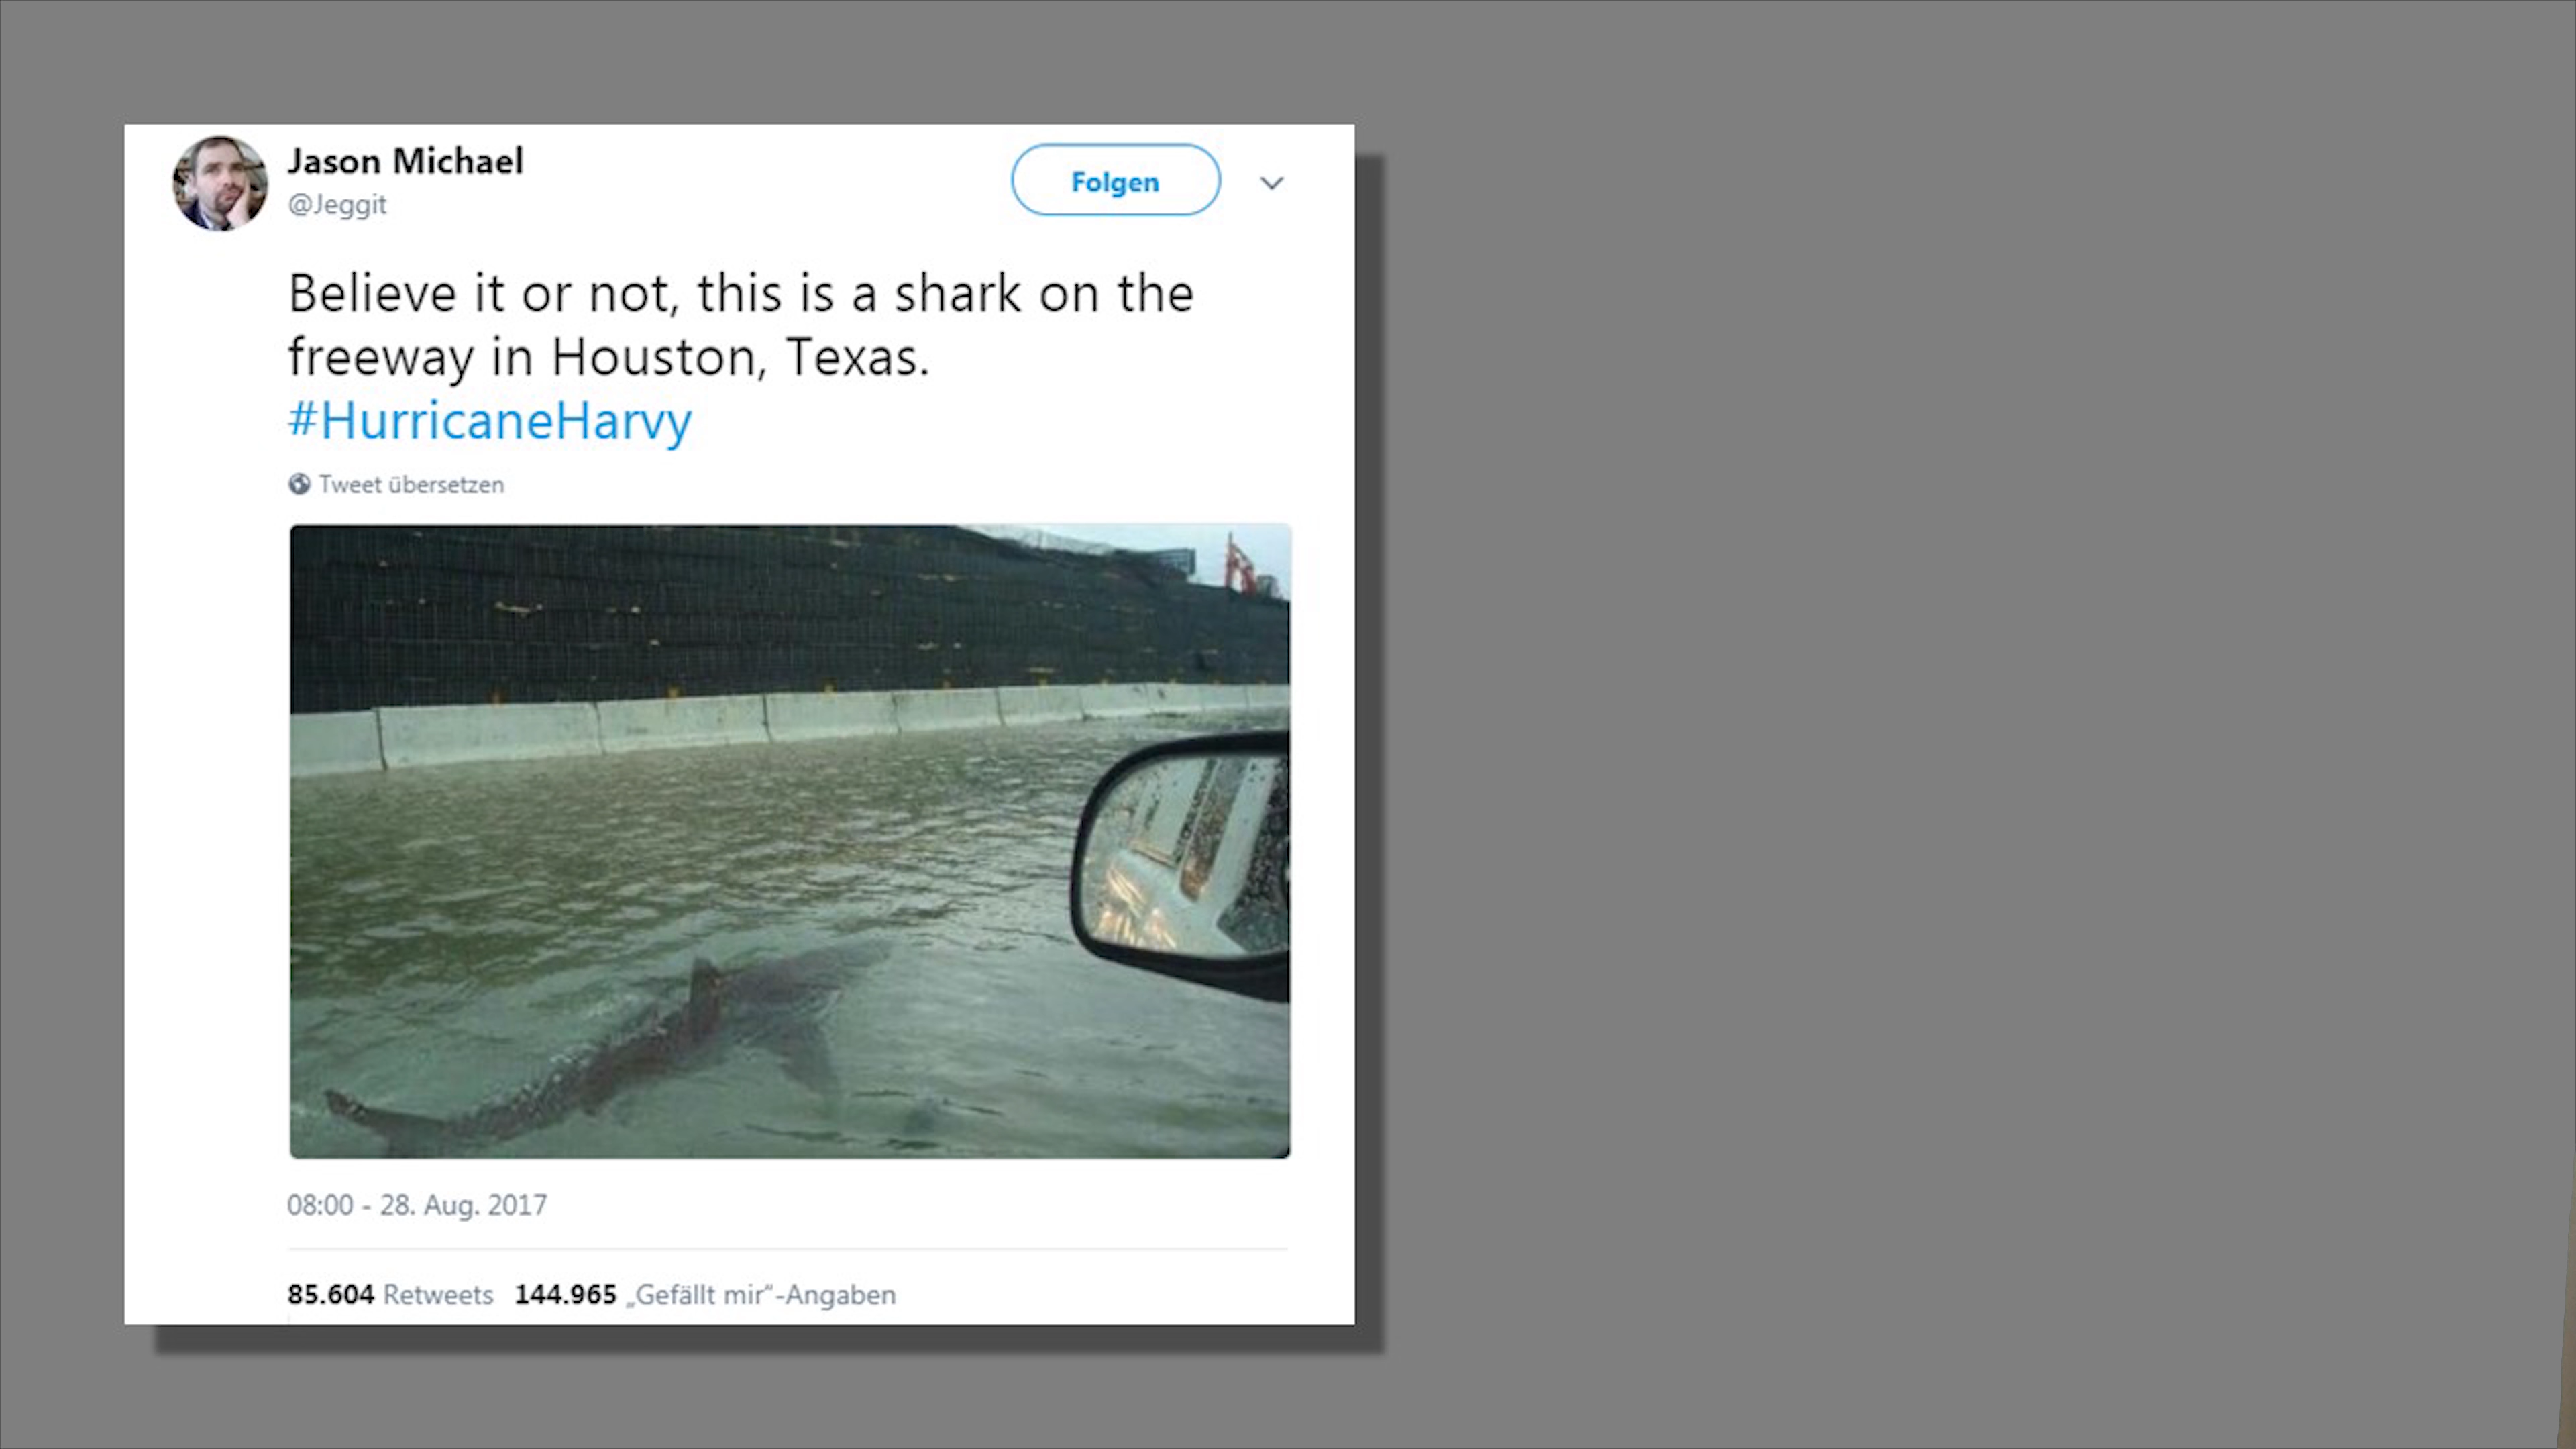 Jason Michael
@Jeggit
Folgen
Believe it or not, this is a shark on the
freeway in Houston, Texas.
#HurricaneHarvy
Tweet übersetzen
08:00 - 28. Aug. 2017
85.604 Retweets 144.965 „Gefällt mir“-Angaben